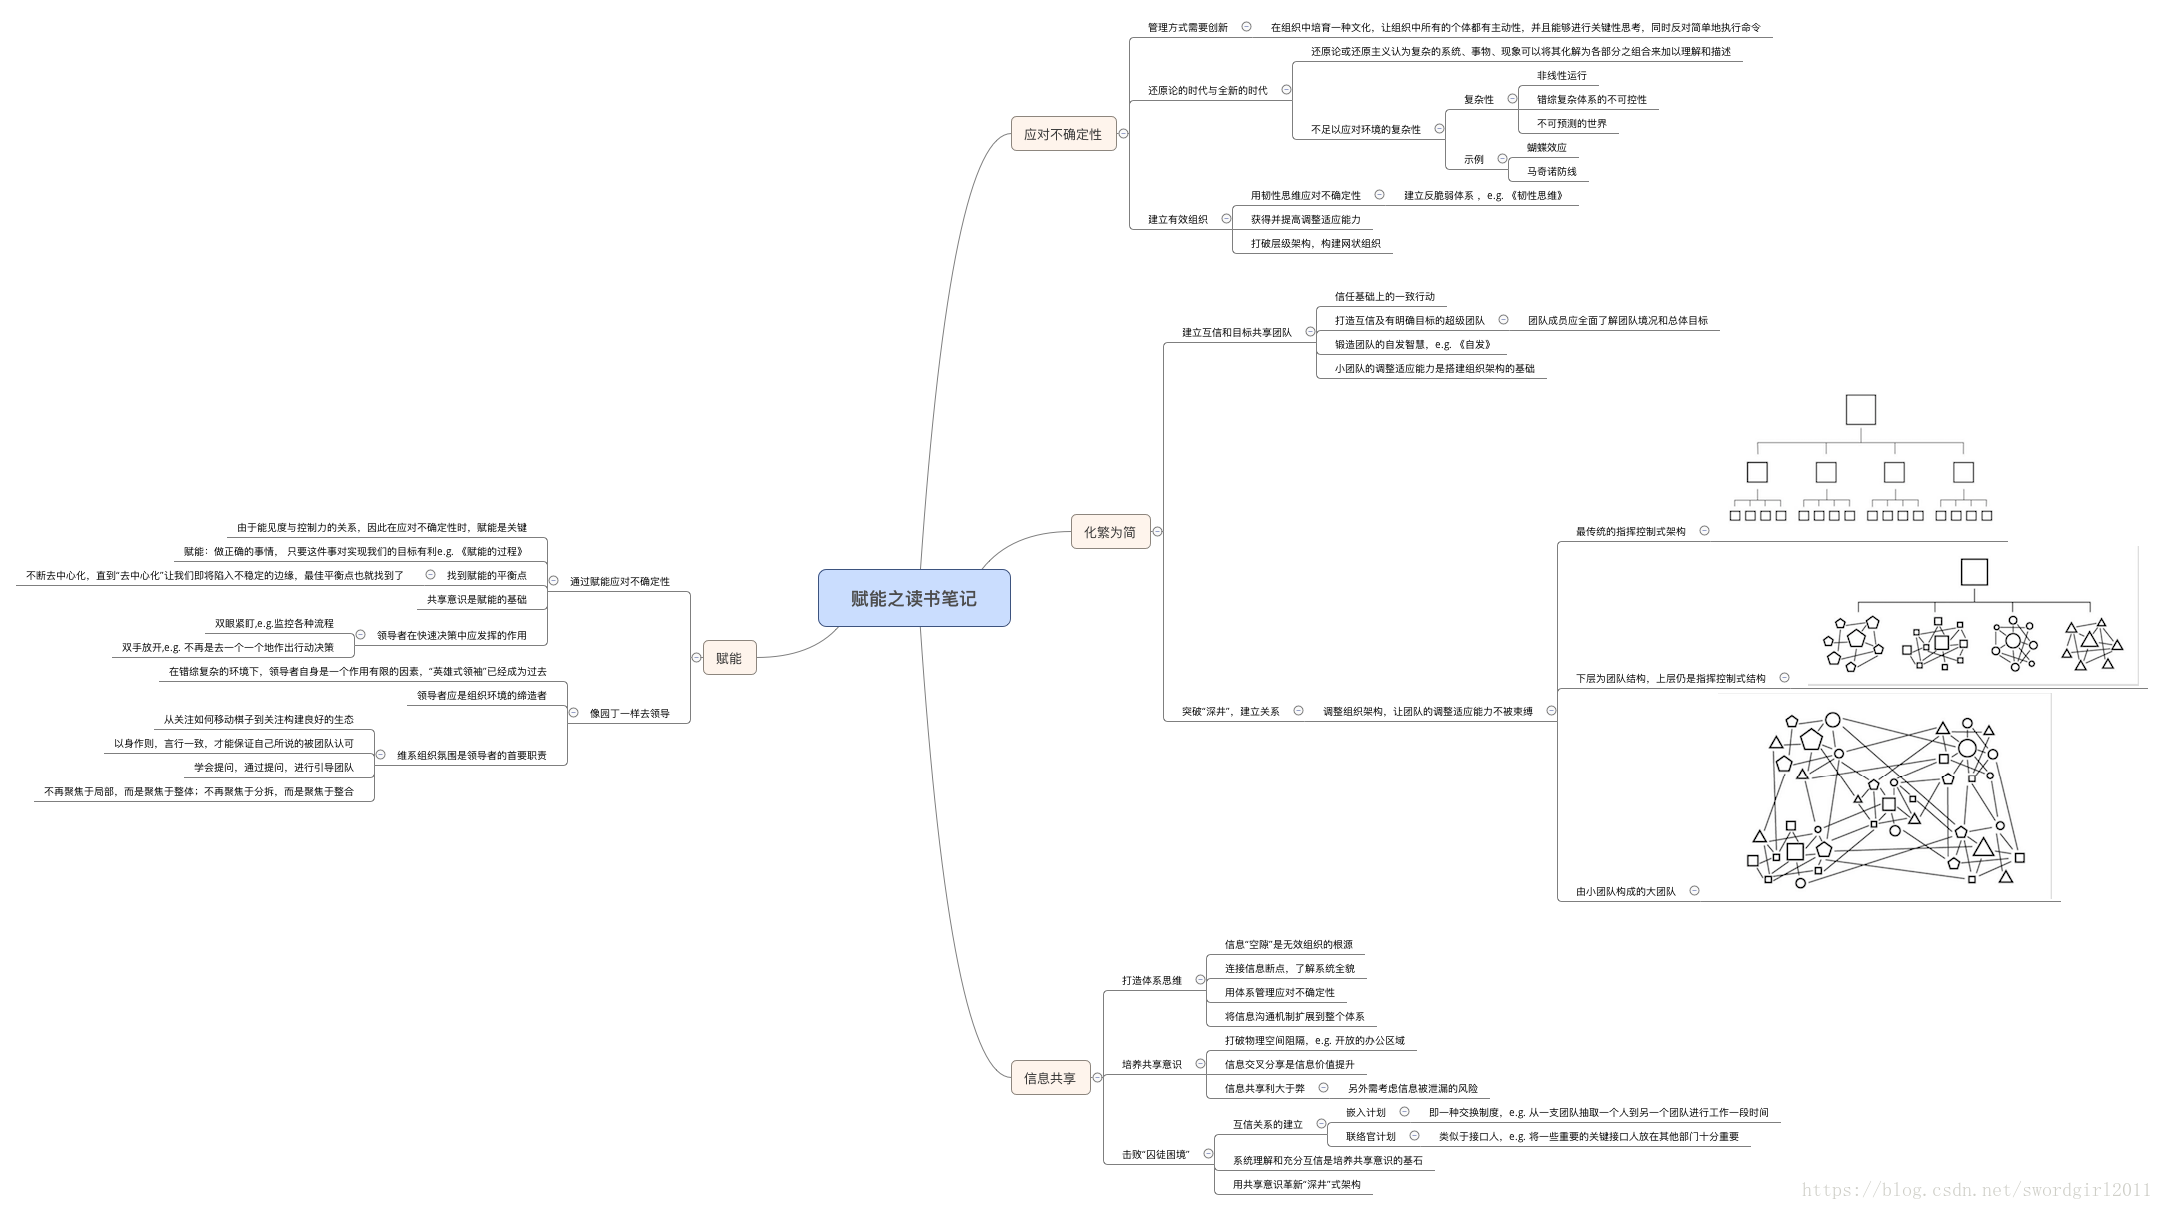 赋能之读书笔记
应对不确定性
管理方式需要创新
在组织中培育一种文化，让组织中所有的个体都有主动性，并且能够进行关键性思考，同时反对简单地执行命令
还原论的时代与全新的时代
还原论或还原主义认为复杂的系统、事物、现象可以将其化解为各部分之组合来加以理解和描述
不足以应对环境的复杂性
复杂性
非线性运行
错综复杂体系的不可控性
不可预测的世界
示例
蝴蝶效应
马奇诺防线
建立有效组织
用韧性思维应对不确定性
建立反脆弱体系 ，e.g. 《韧性思维》
获得并提高调整适应能力
打破层级架构，构建网状组织
化繁为简
建立互信和目标共享团队
信任基础上的一致行动
打造互信及有明确目标的超级团队
团队成员应全面了解团队境况和总体目标
锻造团队的自发智慧，e.g. 《自发》
小团队的调整适应能力是搭建组织架构的基础
突破“深井”，建立关系
调整组织架构，让团队的调整适应能力不被束缚
最传统的指挥控制式架构
下层为团队结构，上层仍是指挥控制式结构
由小团队构成的大团队
信息共享
打造体系思维
信息“空隙”是无效组织的根源
连接信息断点，了解系统全貌
用体系管理应对不确定性
将信息沟通机制扩展到整个体系
培养共享意识
打破物理空间阻隔，e.g. 开放的办公区域
信息交叉分享是信息价值提升
信息共享利大于弊
另外需考虑信息被泄漏的风险
击败“囚徒困境”
互信关系的建立
嵌入计划
即一种交换制度，e.g. 从一支团队抽取一个人到另一个团队进行工作一段时间
联络官计划
类似于接口人，e.g. 将一些重要的关键接口人放在其他部门十分重要
系统理解和充分互信是培养共享意识的基石
用共享意识革新“深井”式架构
赋能
通过赋能应对不确定性
由于能见度与控制力的关系，因此在应对不确定性时，赋能是关键
赋能：做正确的事情， 只要这件事对实现我们的目标有利e.g. 《赋能的过程》
找到赋能的平衡点
不断去中心化，直到“去中心化”让我们即将陷入不稳定的边缘，最佳平衡点也就找到了
共享意识是赋能的基础
领导者在快速决策中应发挥的作用
双眼紧盯,e.g.监控各种流程
双手放开,e.g. 不再是去一个一个地作出行动决策
像园丁一样去领导
在错综复杂的环境下，领导者自身是一个作用有限的因素，“英雄式领袖”已经成为过去
领导者应是组织环境的缔造者
维系组织氛围是领导者的首要职责
从关注如何移动棋子到关注构建良好的生态
以身作则，言行一致，才能保证自己所说的被团队认可
学会提问，通过提问，进行引导团队
不再聚焦于局部，而是聚焦于整体；不再聚焦于分拆，而是聚焦于整合
https://blog.csdn.net/swordgirl2011